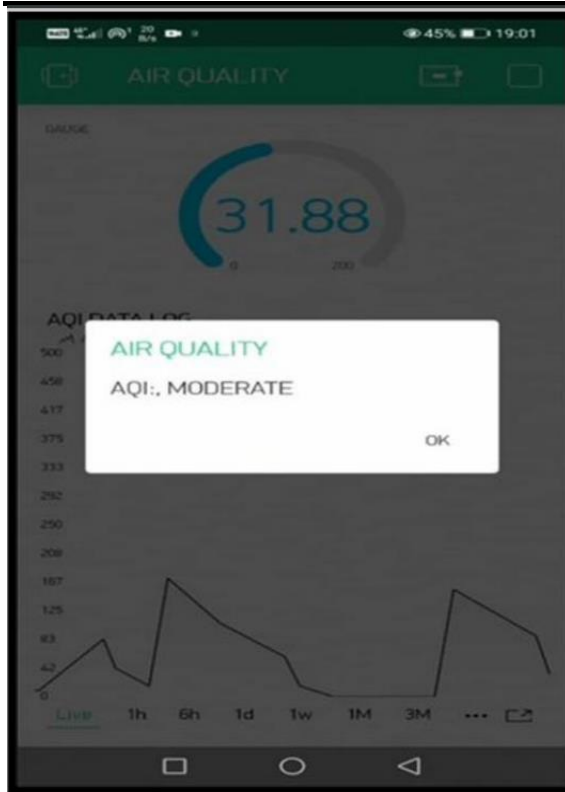 20
B/s
45% 19:01
AIR QUALITY
GAUGE
31.88
0 200
AQI DATA LOG
AIR QUALITY
AQI:, MODERATE
OK
500
458
417
375
333
292
250
208
167
125
83
42
0
Live 1h 6h 1d 1w 1M 3M ...